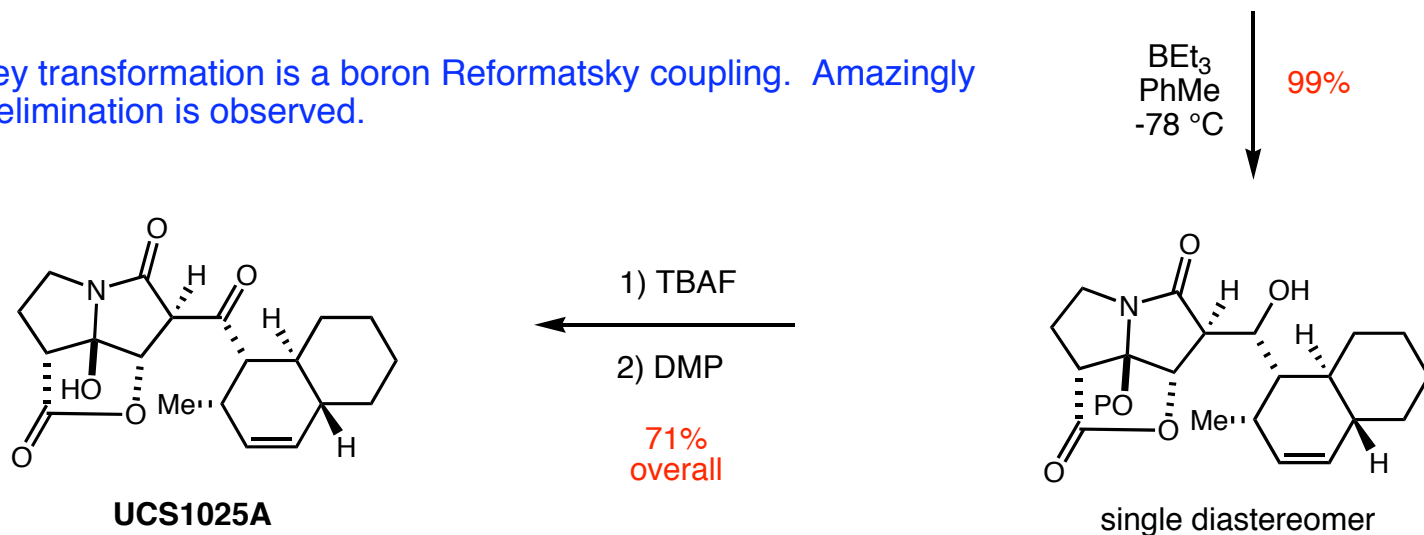 ey transformation is a boron Reformatsky coupling. Amazingly
elimination is observed.
BEt3
PhMe
-78 °C
99%
O
N
H
O
H
HO
O
Me
H
O
UCS1025A
1) TBAF
2) DMP
71%
overall
O
N
H
OH
H
PO
O
Me
H
O
single diastereomer